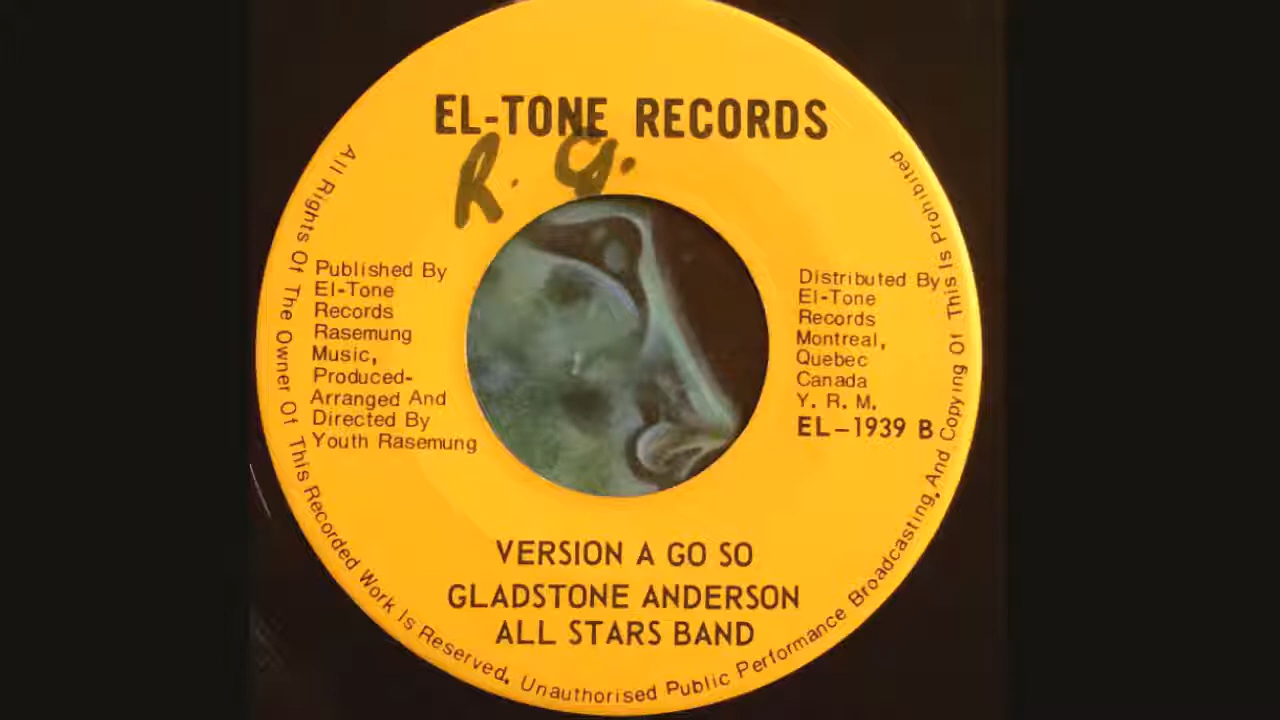 EL-TONE RECORDS
R. G.
Published By
El-Tone
Records
Rasemung
Music,
Produced-
Arranged And
Directed By
Youth Rasemung
Distributed By
El-Tone
Records
Montreal,
Quebec
Canada
Y. R. M.
EL-1939 B
VERSION A GO SO
GLADSTONE ANDERSON
ALL STARS BAND
All Rights Of The Owner Of This Recorded Work Is Reserved, Unauthorised Public Performance Broadcasting, And Copying Of This Is Prohibited